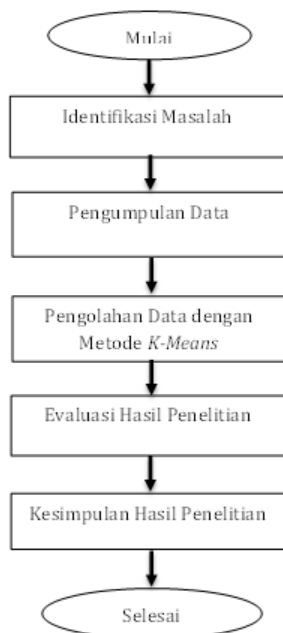 Mulai
Identifikasi Masalah
Pengumpulan Data
Pengolahan Data dengan
Metode K-Means
Evaluasi Hasil Penelitian
Kesimpulan Hasil Penelitian
Selesai